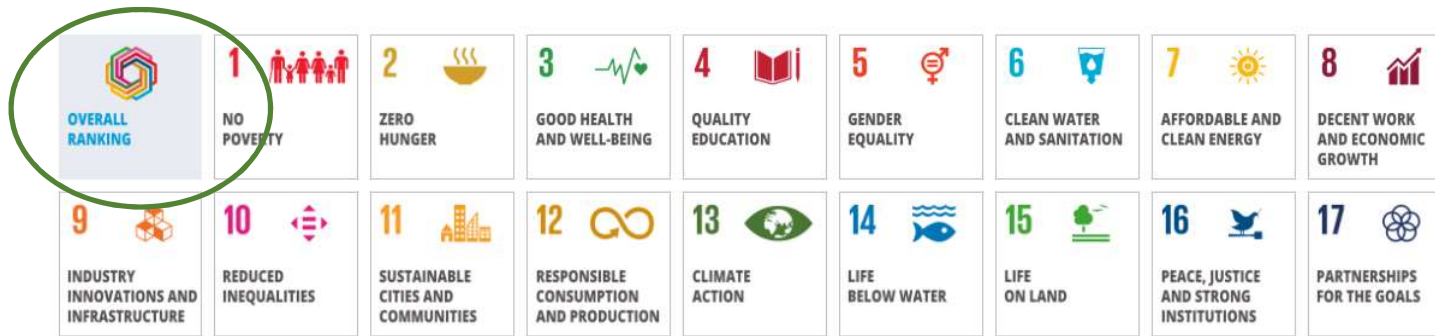 OVERALL
RANKING
1
NO
POVERTY
2
ZERO
HUNGER
3
GOOD HEALTH
AND WELL-BEING
4
QUALITY
EDUCATION
5
GENDER
EQUALITY
6
CLEAN WATER
AND SANITATION
7
AFFORDABLE AND
CLEAN ENERGY
8
DECENT WORK
AND ECONOMIC
GROWTH
9
INDUSTRY
INNOVATIONS AND
INFRASTRUCTURE
10
REDUCED
INEQUALITIES
11
SUSTAINABLE
CITIES AND
COMMUNITIES
12
RESPONSIBLE
CONSUMPTION
AND PRODUCTION
13
CLIMATE
ACTION
14
LIFE
BELOW WATER
15
LIFE
ON LAND
16
PEACE, JUSTICE
AND STRONG
INSTITUTIONS
17
PARTNERSHIPS
FOR THE GOALS